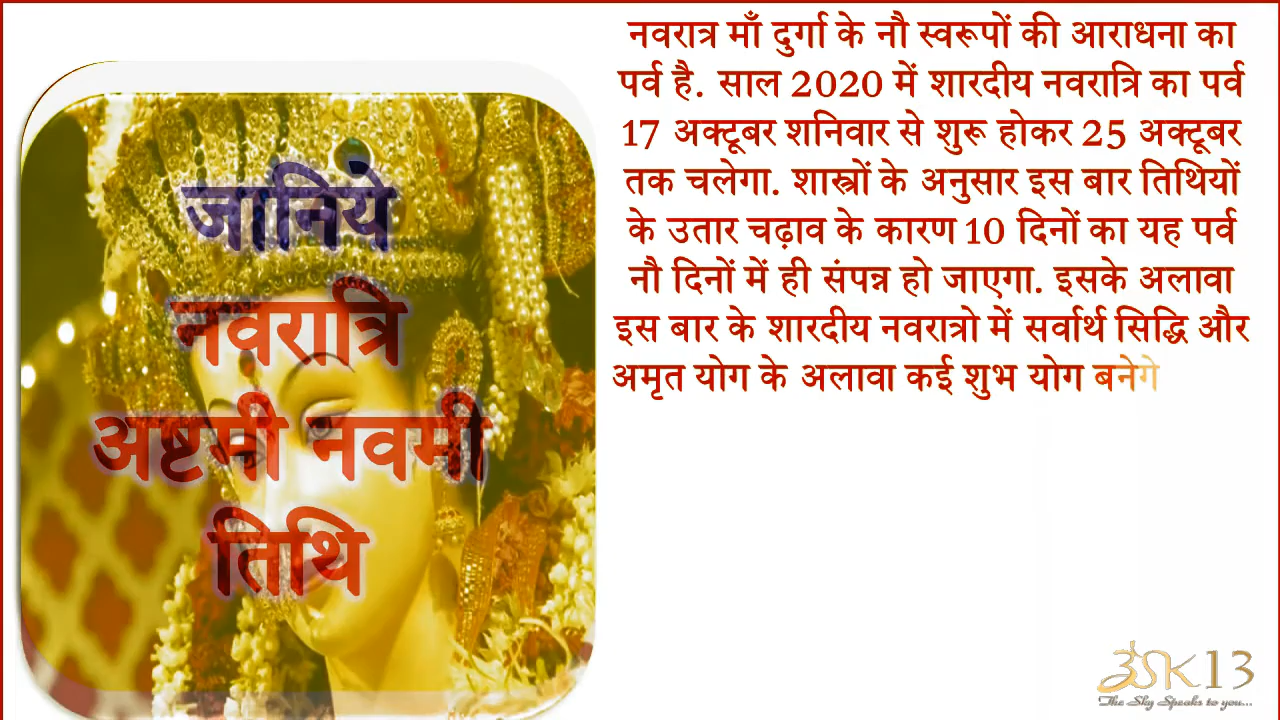 जानिये
नवरात्रि
अष्टमी नवमी
तिथि
नवरात्र माँ दुर्गा के नौ स्वरूपों की आराधना का
पर्व है. साल 2020 में शारदीय नवरात्रि का पर्व
17 अक्टूबर शनिवार से शुरू होकर 25 अक्टूबर
तक चलेगा. शास्त्रों के अनुसार इस बार तिथियों
के उतार चढ़ाव के कारण 10 दिनों का यह पर्व
नौ दिनों में ही संपन्न हो जाएगा. इसके अलावा
इस बार के शारदीय नवरात्रो में सर्वार्थ सिद्धि और
अमृत योग के अलावा कई शुभ योग बनेगे
K13
The Sky Speaks to you...